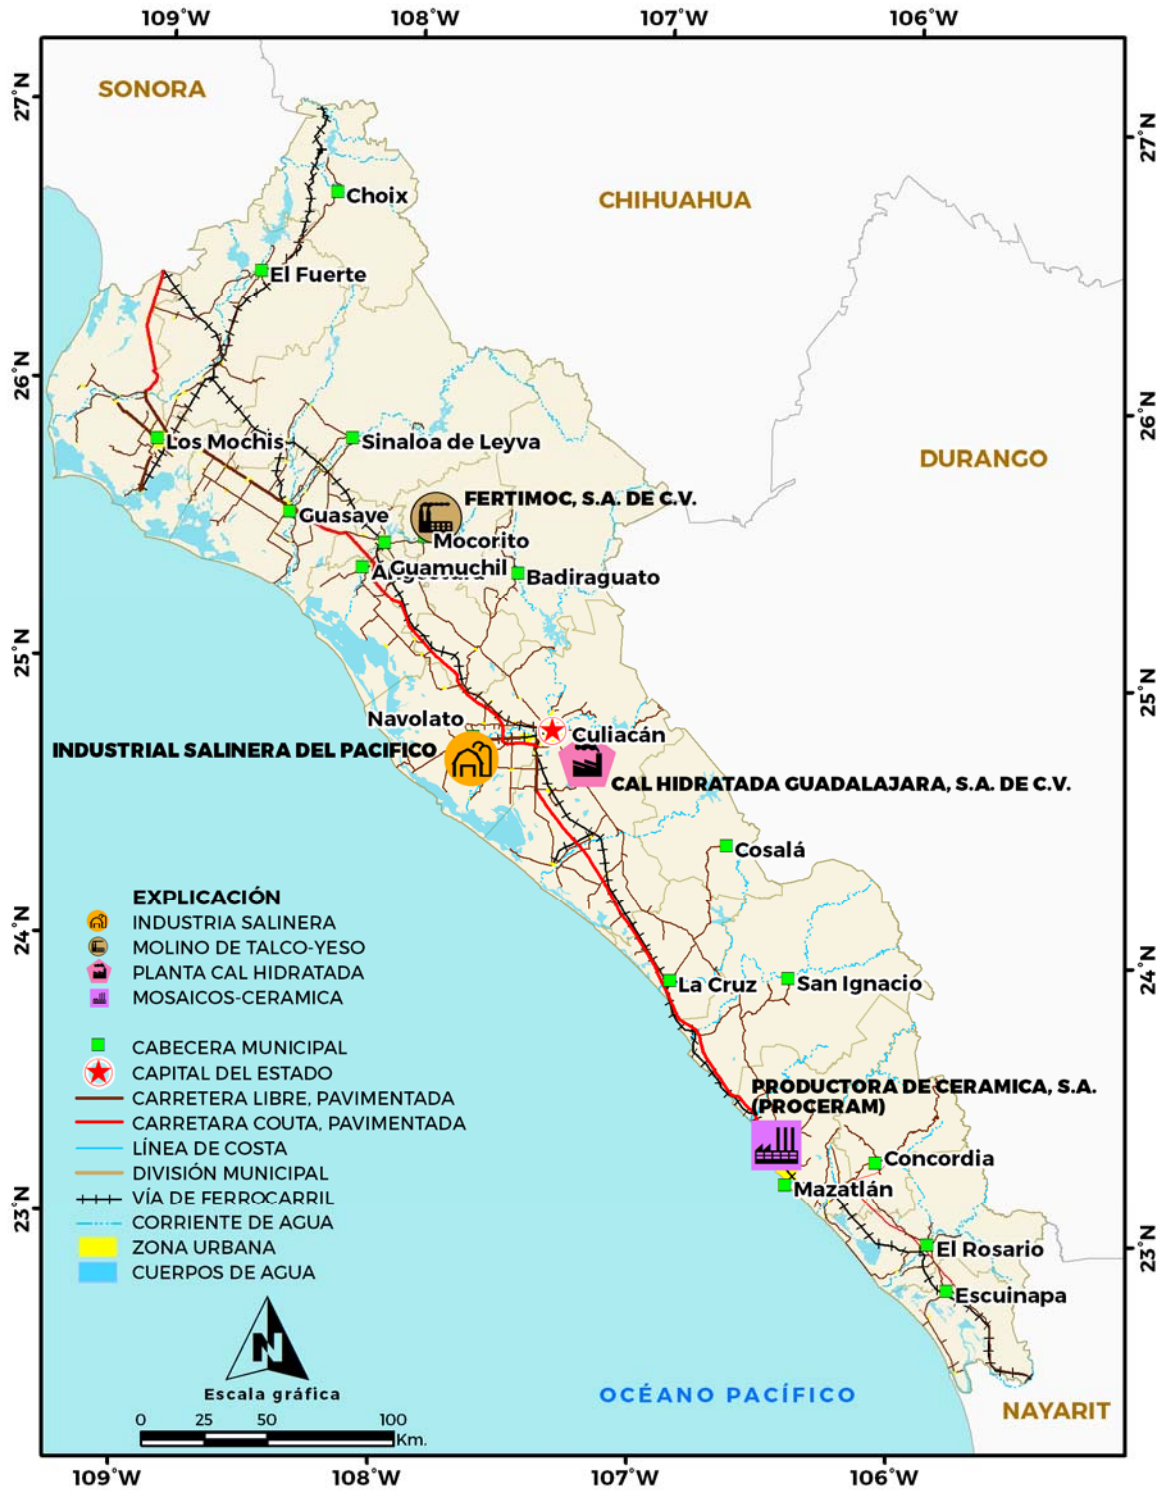 109°W 108°W 107°W 106°W
27°N
SONORA
27°N
CHIHUAHUA
Choix
El Fuerte
26°N
26°N
Los Mochis
Sinaloa de Leyva
DURANGO
FERTIMOC, S.A. DE C.V.
Guasave
Mocorito
Guamuchil
Badiraguato
25°N
25°N
Navolato
Culiacán
INDUSTRIAL SALINERA DEL PACIFICO
CAL HIDRATADA GUADALAJARA, S.A. DE C.V.
Cosalá
EXPLICACIÓN
INDUSTRIA SALINERA
24°N
MOLINO DE TALCO-YESO
PLANTA CAL HIDRATADA
24°N
La Cruz
San Ignacio
MOSAICOS-CERAMICA
CABECERA MUNICIPAL
CAPITAL DEL ESTADO
PRODUCTORA DE CERAMICA, S.A.
(PROCERAM)
CARRETERA LIBRE, PAVIMENTADA
CARRETARA COUTA, PAVIMENTADA
LÍNEA DE COSTA
Concordia
DIVISIÓN MUNICIPAL
Mazatlán
VÍA DE FERROCARRIL
23°N
CORRIENTE DE AGUA
ZONA URBANA
El Rosario
23°N
CUERPOS DE AGUA
Escuinapa
N
Escala gráfica
OCÉANO PACÍFICO
NAYARIT
0 25 50 100
Km.
109°W 108°W 107°W 106°W